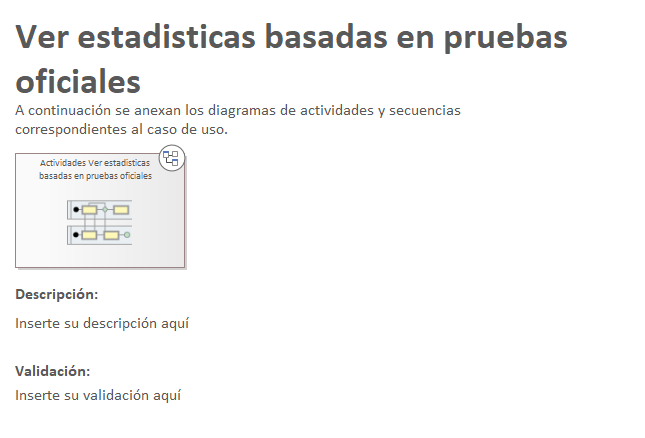 Ver estadisticas basadas en pruebas
oficiales
A continuación se anexan los diagramas de actividades y secuencias
correspondientes al caso de uso.
Actividades Ver estadisticas
basadas en pruebas oficiales
Descripción:
Inserte su descripción aquí
Validación:
Inserte su validación aquí